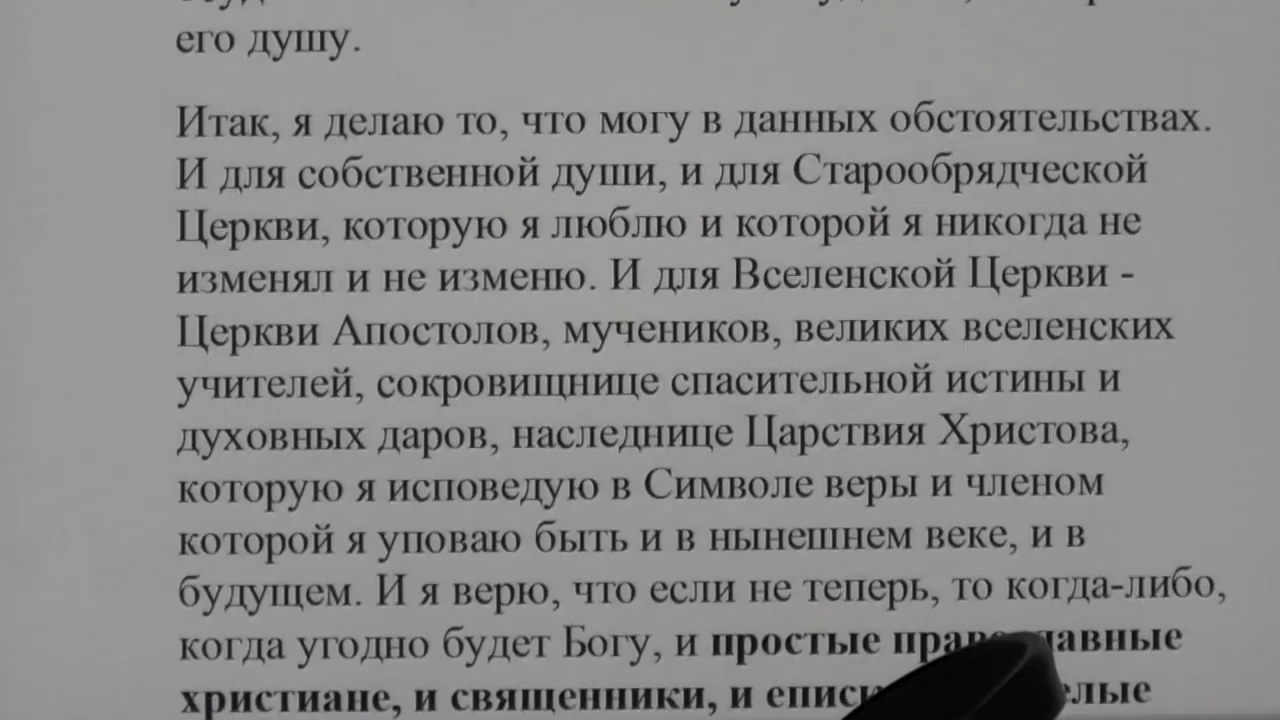 его душу.
Итак, я делаю то, что могу в данных обстоятельствах.
И для собственной души, и для Старообрядческой
Церкви, которую я люблю и которой я никогда не
изменял и не изменю. И для Вселенской Церкви -
Церкви Апостолов, мучеников, великих вселенских
учителей, сокровищнице спасительной истины и
духовных даров, наследнице Царствия Христова,
которую я исповедую в Символе веры и членом
которой я уповаю быть и в нынешнем веке, и в
будущем. И я верю, что если не теперь, то когда-либо,
когда угодно будет Богу, и простые
христиане, и священники, и